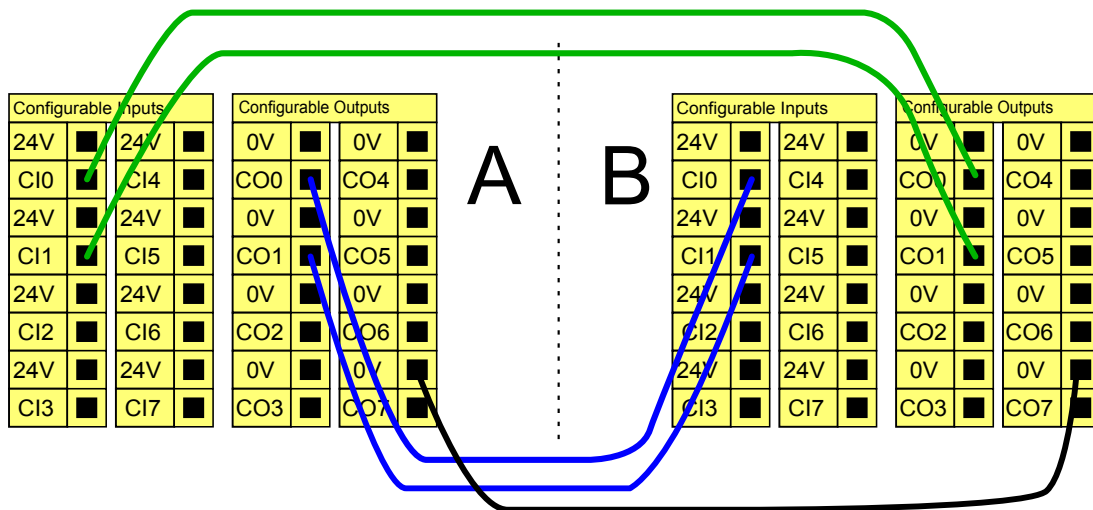 Configurable Inputs
24V 24V
CI0 CI4
24V 24V
CI1 CI5
24V 24V
CI2 CI6
24V 24V
CI3 CI7
Configurable Outputs
0V 0V
CO0 CO4
0V 0V
CO1 CO5
0V 0V
CO2 CO6
0V 0V
CO3 CO7
A
B
Configurable Inputs
24V 24V
CI0 CI4
24V 24V
CI1 CI5
24V 24V
CI2 CI6
24V 24V
CI3 CI7
Configurable Outputs
0V 0V
CO0 CO4
0V 0V
CO1 CO5
0V 0V
CO2 CO6
0V 0V
CO3 CO7